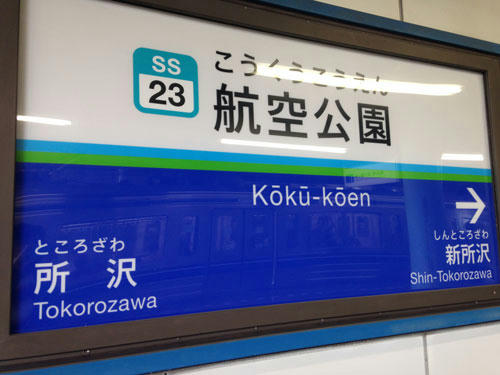 SS
23
こうくうこうえん
航空公園
Kōkū-kōen
ところざわ
所沢
Tokorozawa
しんところざわ
新所沢
Shin-Tokorozawa